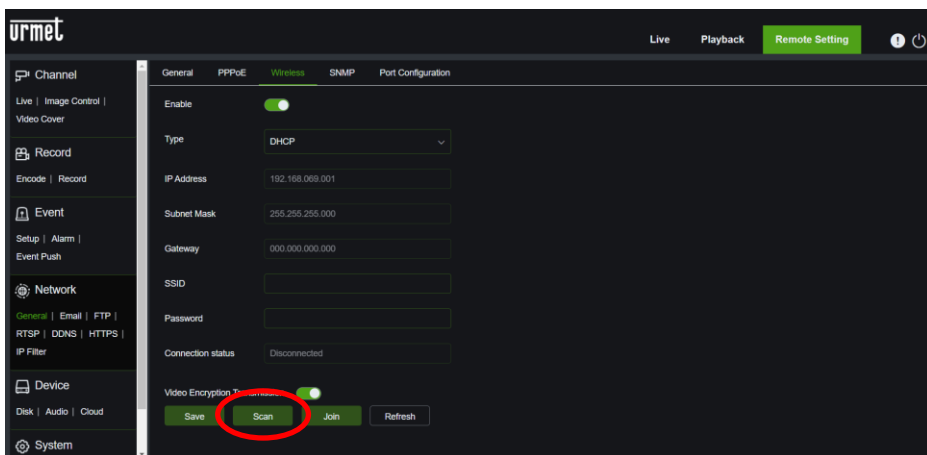 urmet
Live Playback Remote Setting
Channel
Live | Image Control |
Video Cover
Record
Encode | Record
Event
Setup | Alarm |
Event Push
Network
General | Email | FTP |
RTSP | DDNS | HTTPS |
IP Filter
Device
Disk | Audio | Cloud
System
General PPPoE Wireless SNMP Port Configuration
Enable
Type DHCP
IP Address 192.168.069.001
Subnet Mask 255.255.255.000
Gateway 000.000.000.000
SSID
Password
Connection status Disconnected
Video Encryption Transmission
Save Scan Join Refresh